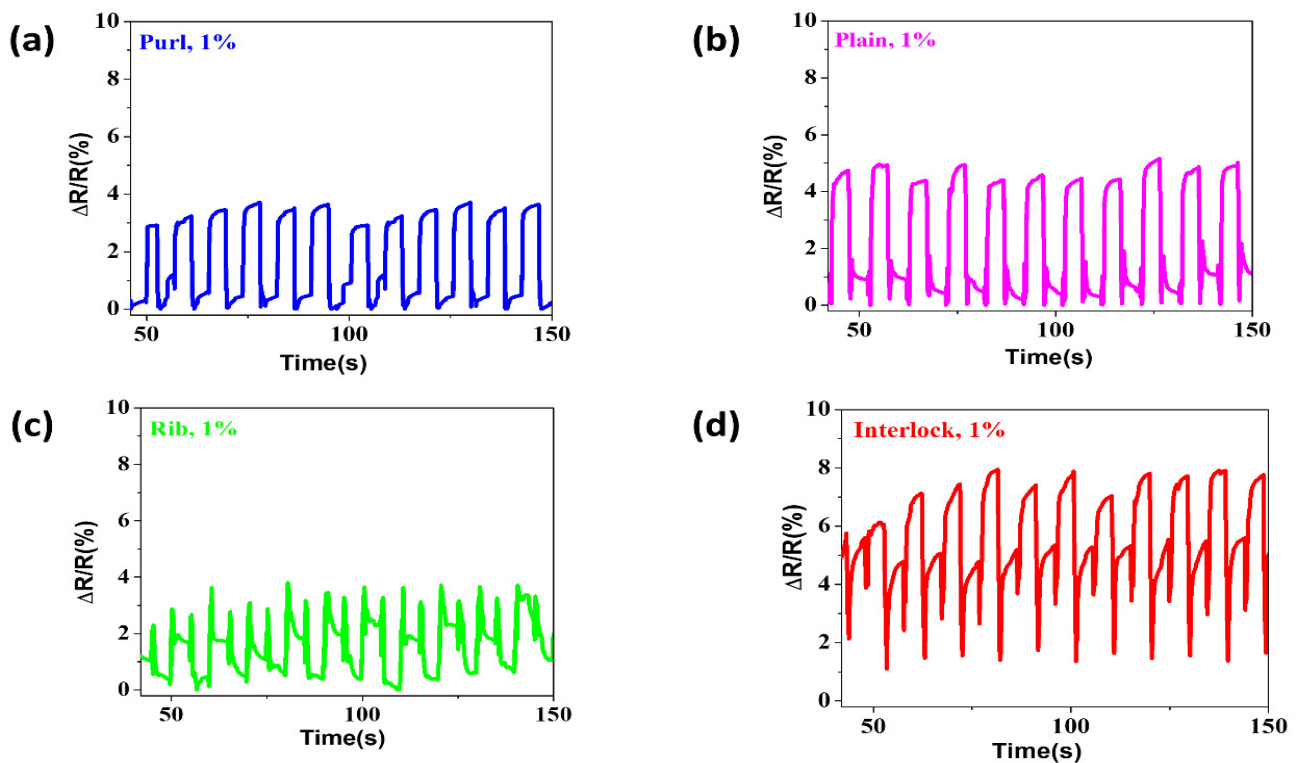 (a)
Purl, 1%
10
8
6
4
2
0
ΔR/R(%)
50
100
150
Time(s)
(b)
Plain, 1%
10
8
6
4
2
0
ΔR/R(%)
50
100
150
Time(s)
(c)
Rib, 1%
10
8
6
4
2
0
ΔR/R(%)
50
100
150
Time(s)
(d)
Interlock, 1%
10
8
6
4
2
0
ΔR/R(%)
50
100
150
Time(s)